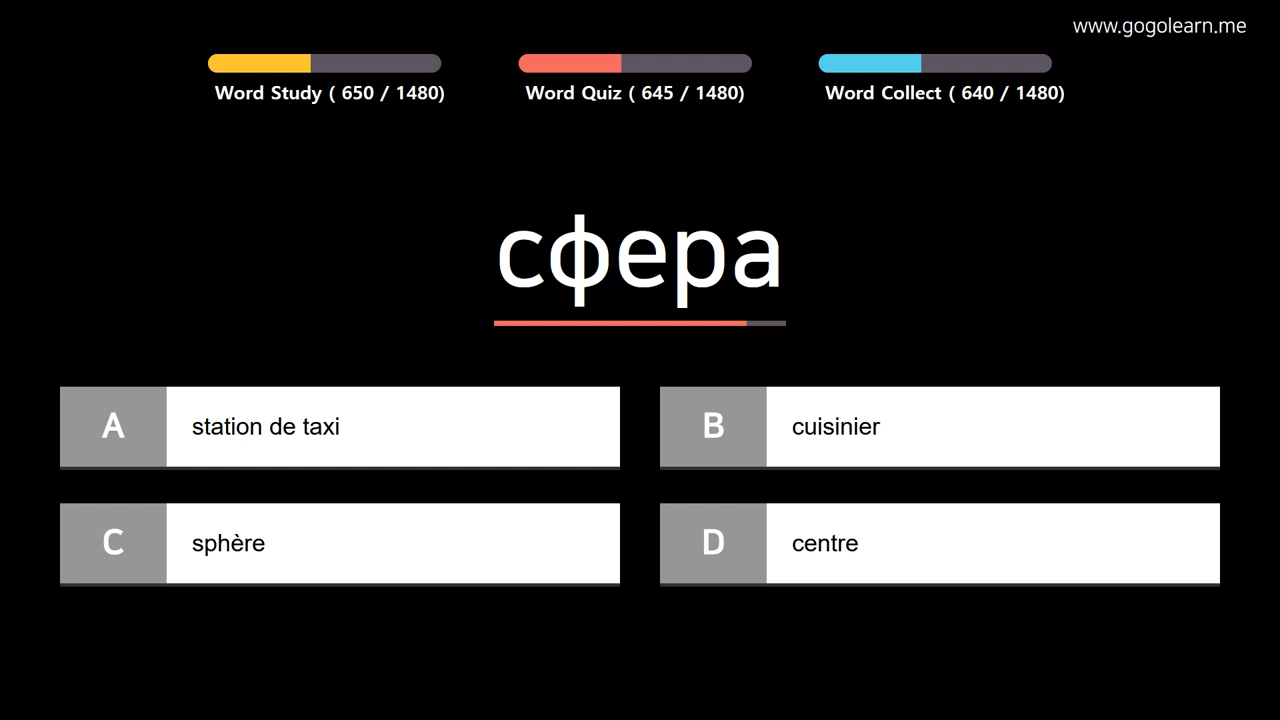 www.gogolearn.me
Word Study ( 650 / 1480)
Word Quiz ( 645 / 1480)
Word Collect ( 640 / 1480)
сфера
A station de taxi
B cuisinier
C sphère
D centre